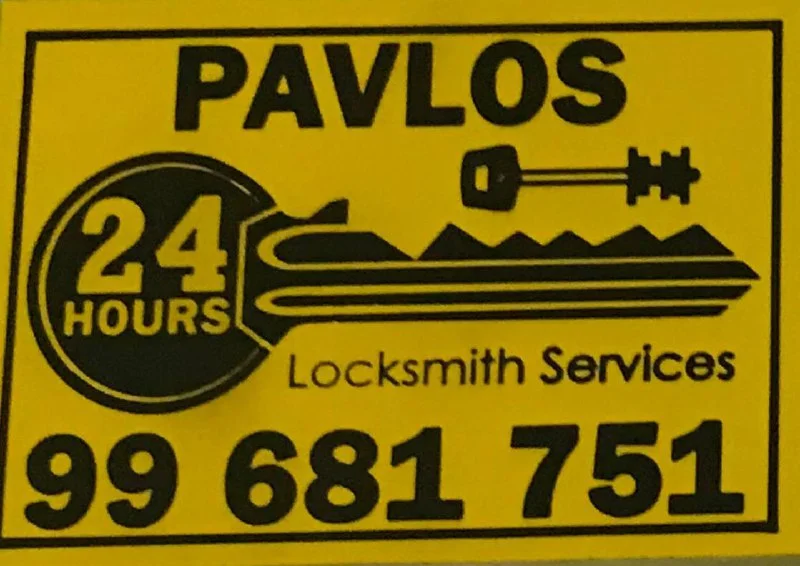 PAVLOS
24
HOURS
Locksmith Services
99 681 751